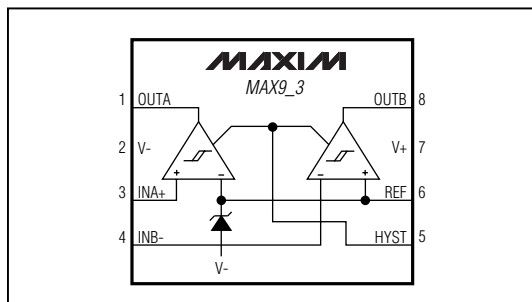 MAXIM
MAX9_3
1 OUTA
OUTB 8
2 V-
V+ 7
+ - - +
3 INA+
REF 6
4 INB-
HYST 5
V-